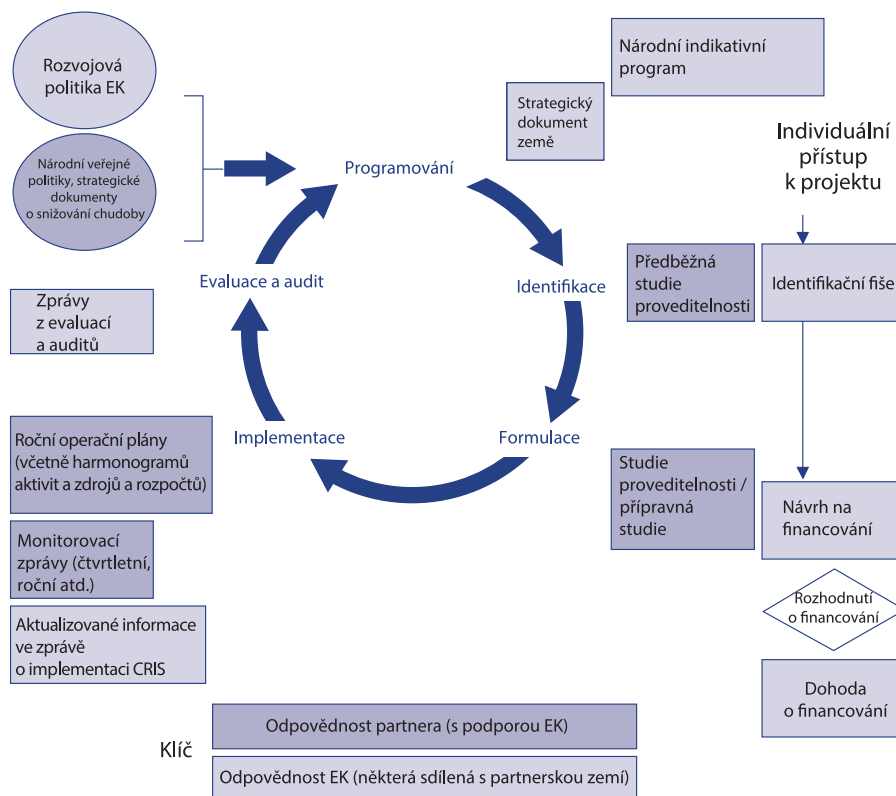 Rozvojová
politika EK
Národní veřejné
politiky, strategické
dokumenty
o snižování chudoby
Národní indikativní
program
Strategický
dokument
země
Individuální
přístup
k projektu
Programování
Evaluace a audit
Identifikace
Předběžná
studie
proveditelnosti
Identifikační fiše
Zprávy
z evaluací
a auditů
Implementace
Formulace
Roční operační plány
(včetně harmonogramů
aktivit a zdrojů a rozpočtů)
Studie
proveditelnosti /
přípravná
studie
Návrh na
financování
Monitorovací
zprávy (čtvrtletní,
roční atd.)
Rozhodnutí
o financování
Aktualizované informace
ve zprávě
o implementaci CRIS
Dohoda
o financování
Klíč
Odpovědnost partnera (s podporou EK)
Odpovědnost EK (některá sdílená s partnerskou zemí)